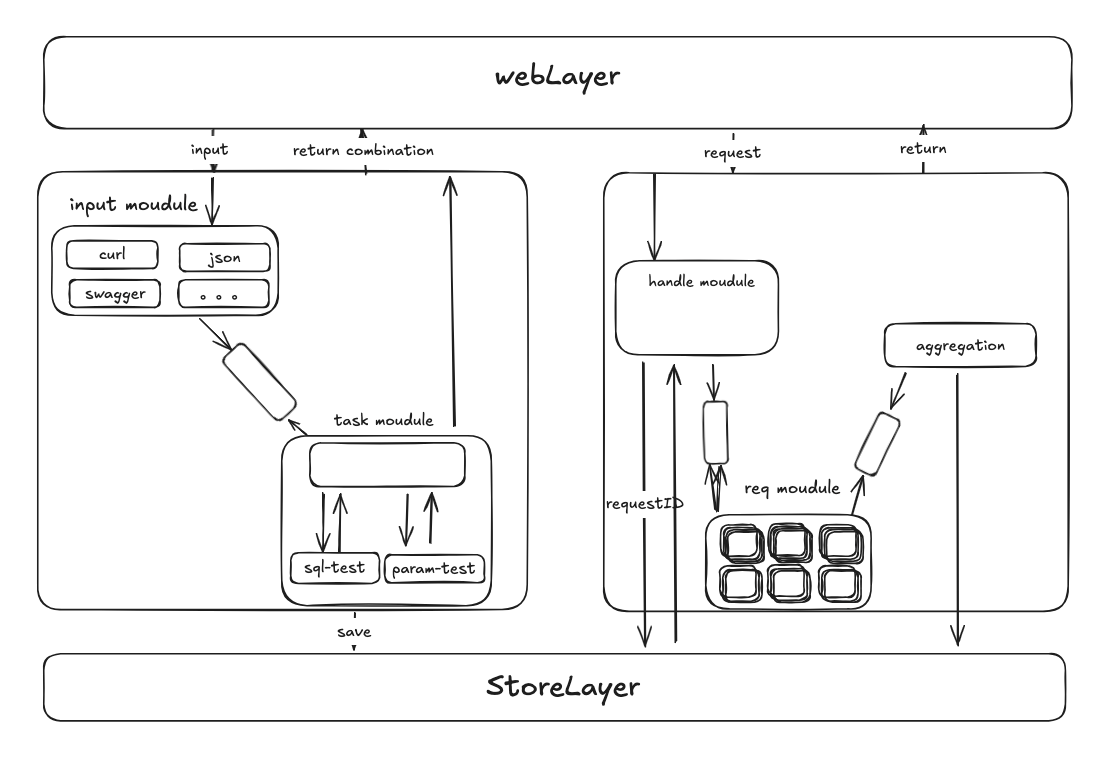 webLayer
input
return combination
request
return
input moudule
curl
json
swagger
task moudule
sql-test
param-test
handle moudule
aggregation
requestID
req moudule
save
StoreLayer